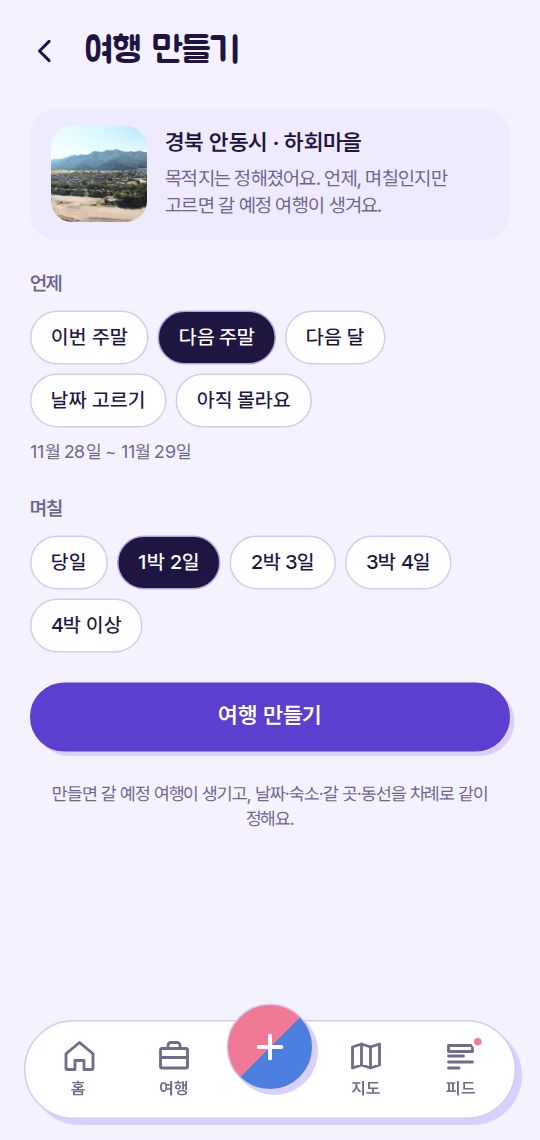 여행 만들기
경북 안동시 · 하회마을
목적지는 정해졌어요. 언제, 며칠인지만
고르면 갈 예정 여행이 생겨요.
언제
이번 주말
다음 주말
다음 달
날짜 고르기
아직 몰라요
11월 28일 ~ 11월 29일
며칠
당일
1박 2일
2박 3일
3박 4일
4박 이상
여행 만들기
만들면 갈 예정 여행이 생기고, 날짜·숙소·갈 곳·동선을 차례로 같이
정해요.
홈
여행
지도
피드